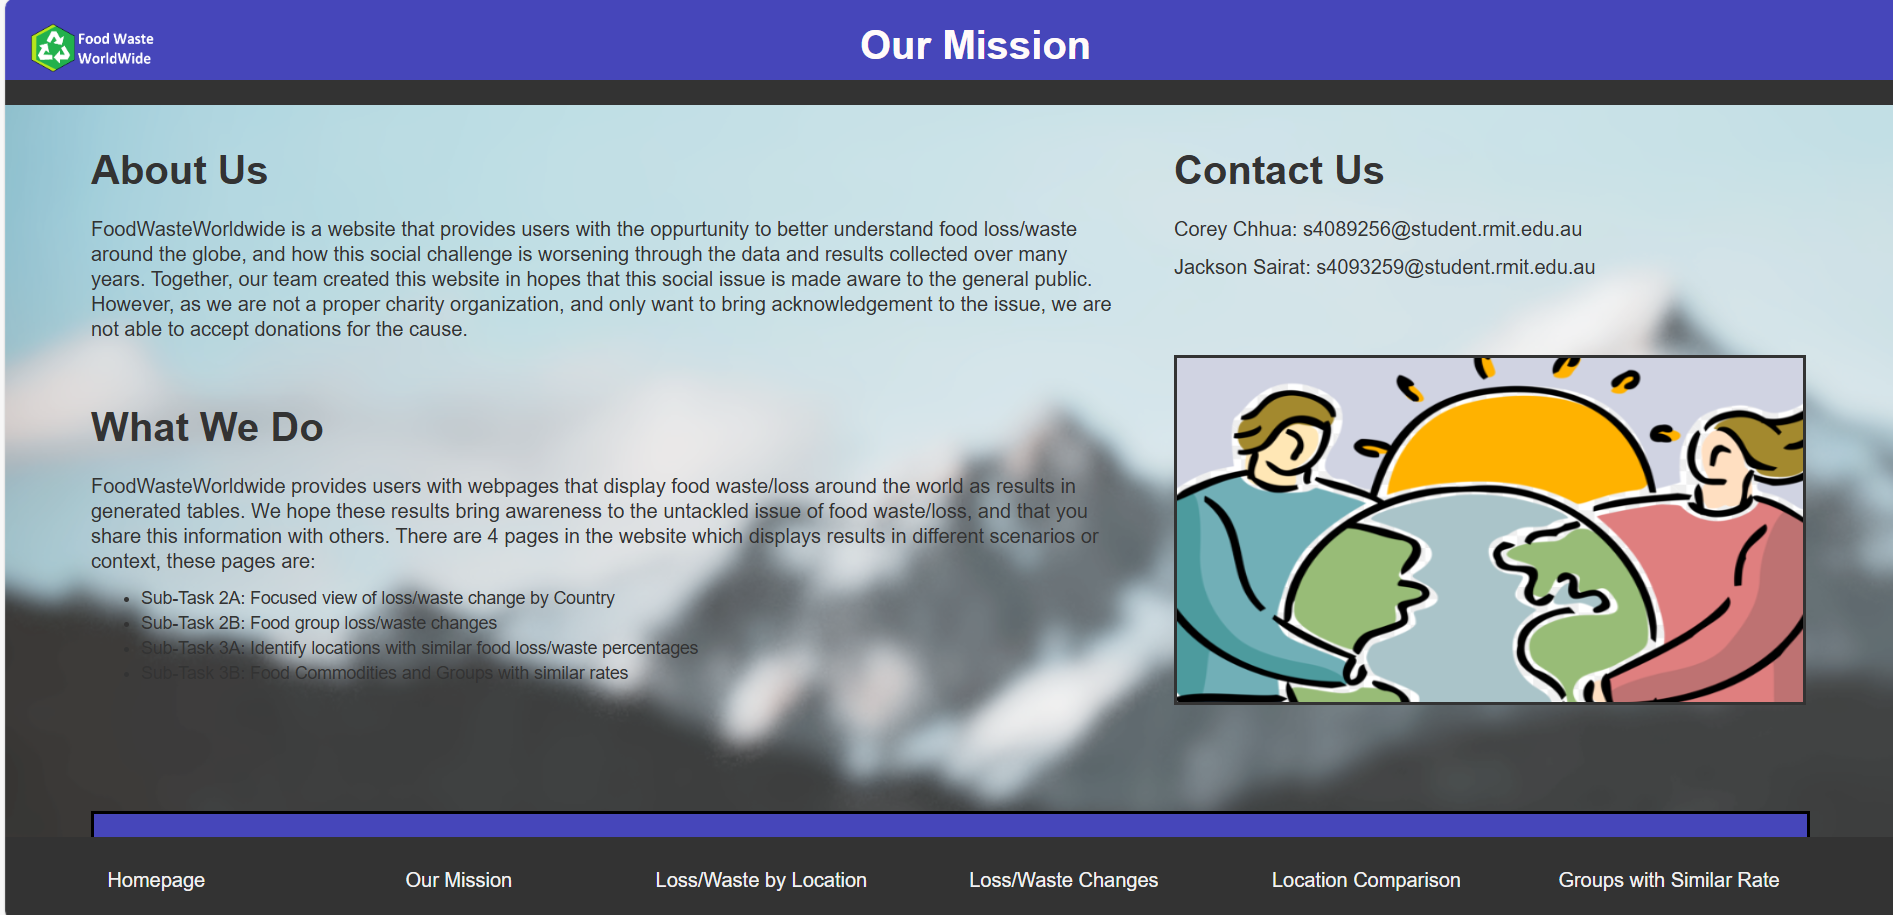 Food Waste
WorldWide
Our Mission
About Us
FoodWasteWorldwide is a website that provides users with the oppurtunity to better understand food loss/waste
around the globe, and how this social challenge is worsening through the data and results collected over many
years. Together, our team created this website in hopes that this social issue is made aware to the general public.
However, as we are not a proper charity organization, and only want to bring acknowledgement to the issue, we are
not able to accept donations for the cause.
What We Do
FoodWasteWorldwide provides users with webpages that display food waste/loss around the world as results in
generated tables. We hope these results bring awareness to the untackled issue of food waste/loss, and that you
share this information with others. There are 4 pages in the website which displays results in different scenarios or
context, these pages are:
• Sub-Task 2A: Focused view of loss/waste change by Country
• Sub-Task 2B: Food group loss/waste changes
• Sub-Task 3A: Identify locations with similar food loss/waste percentages
• Sub-Task 3B: Food Commodities and Groups with similar rates
Contact Us
Corey Chhua: s4089256@student.rmit.edu.au
Jackson Sairat: s4093259@student.rmit.edu.au
Homepage
Our Mission
Loss/Waste by Location
Loss/Waste Changes
Location Comparison
Groups with Similar Rate